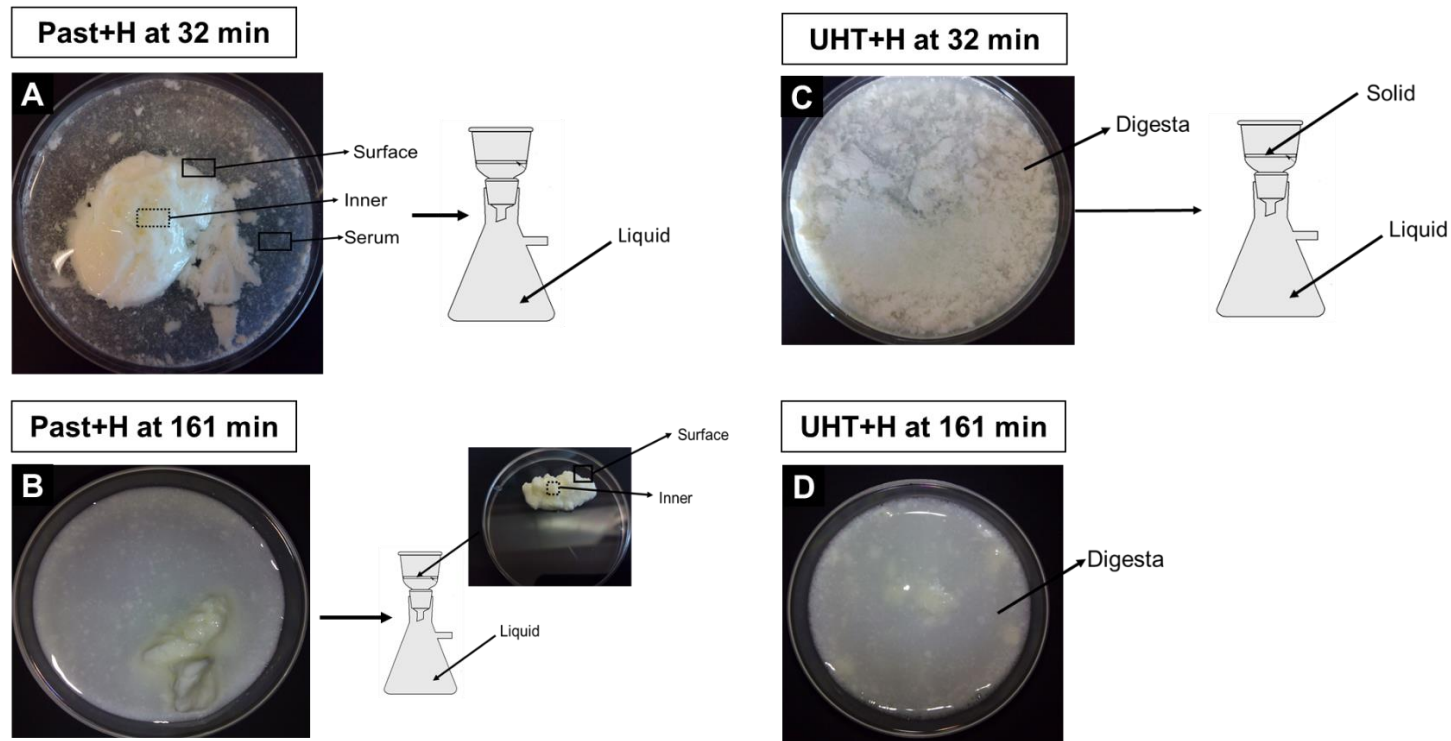 Past+H at 32 min
A
Surface
Inner
Serum
Liquid
UHT+H at 32 min
C
Digesta
Solid
Liquid
Past+H at 161 min
B
Surface
Inner
Liquid
UHT+H at 161 min
D
Digesta